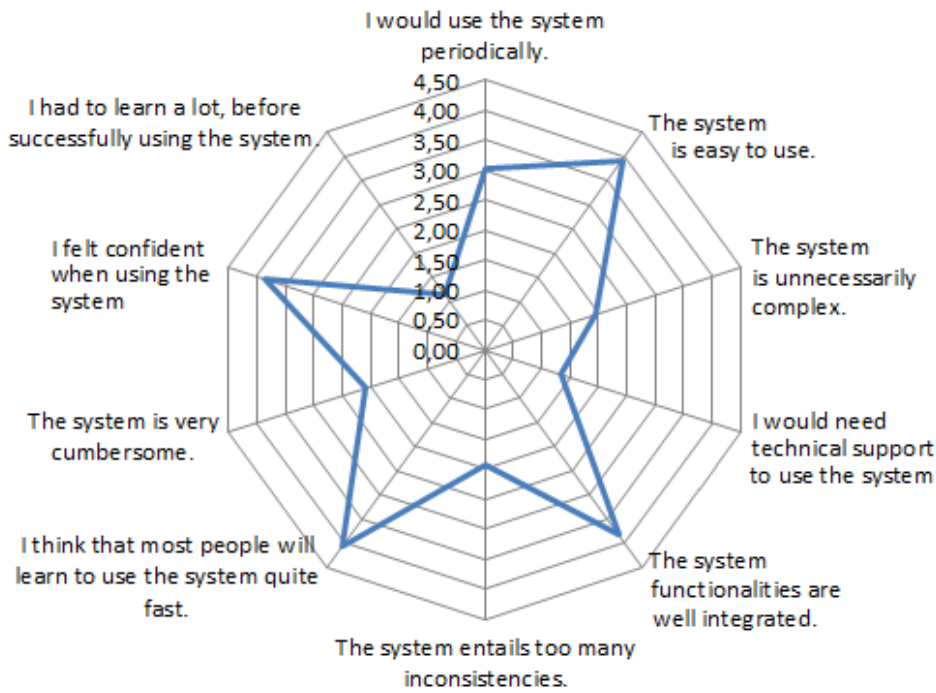 I would use the system
periodically.
4,50
4,00
3,50
3,00
2,50
2,00
1,50
1,00
0,50
0,00
The system
is easy to use.
The system
is unnecessarily
complex.
I would need
technical support
to use the system
The system
functionalities are
well integrated.
The system entails too many
inconsistencies.
I think that most people will
learn to use the system quite
fast.
The system is very
cumbersome.
I felt confident
when using the
system
I had to learn a lot, before
successfully using the system.